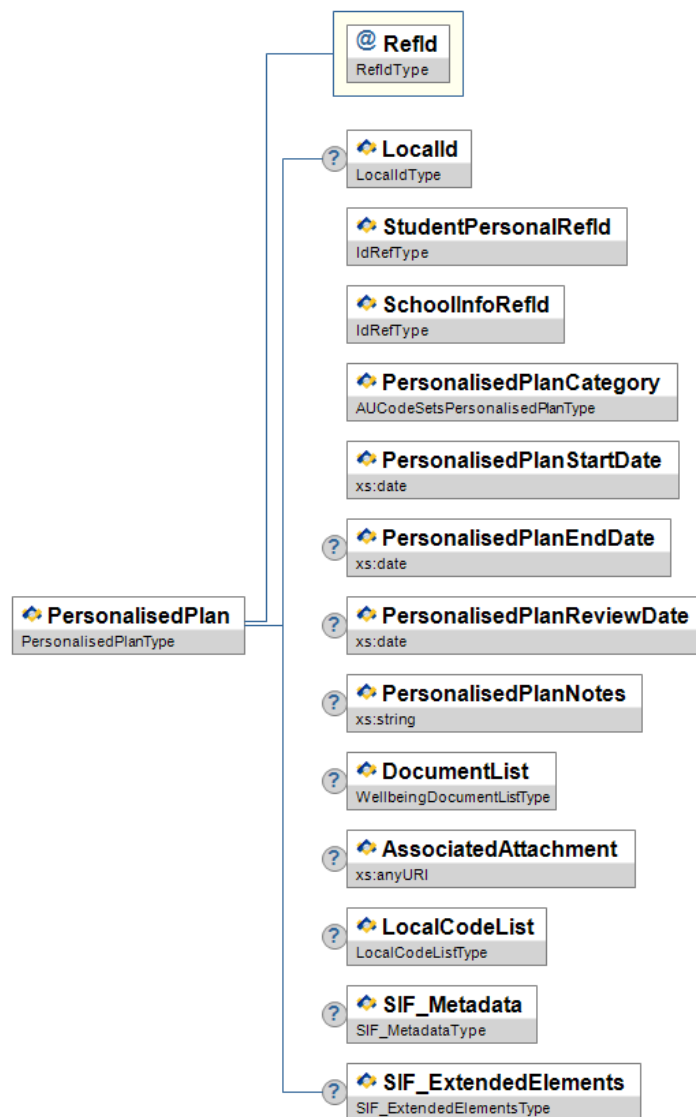 @ RefId
RefIdType
? LocalId
LocalIdType
StudentPersonalRefId
IdRefType
SchoolInfoRefId
IdRefType
PersonalisedPlanCategory
AUCodeSetsPersonalisedPlanType
PersonalisedPlanStartDate
xs:date
? PersonalisedPlanEndDate
xs:date
PersonalisedPlan
PersonalisedPlanType
? PersonalisedPlanReviewDate
xs:date
? PersonalisedPlanNotes
xs:string
? DocumentList
WellbeingDocumentListType
? AssociatedAttachment
xs:anyURI
? LocalCodeList
LocalCodeListType
? SIF_Metadata
SIF_MetadataType
? SIF_ExtendedElements
SIF_ExtendedElementsType